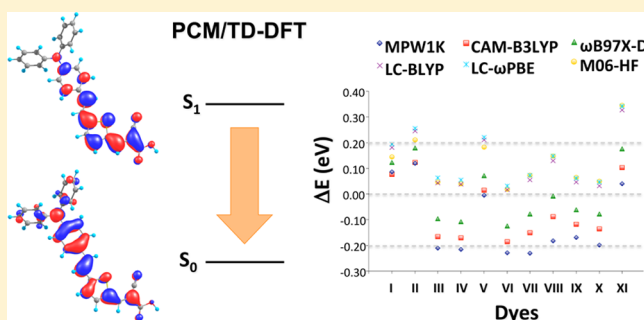 PCM/TD-DFT
S1
S0
MPW1K CAM-B3LYP ωB97X-D
LC-BLYP LC-ωPBE M06-HF
ΔE (eV)
0.40
0.30
0.20
0.10
0.00
-0.10
-0.20
-0.30
I II III IV V VI VII VIII IX X XI
Dyes